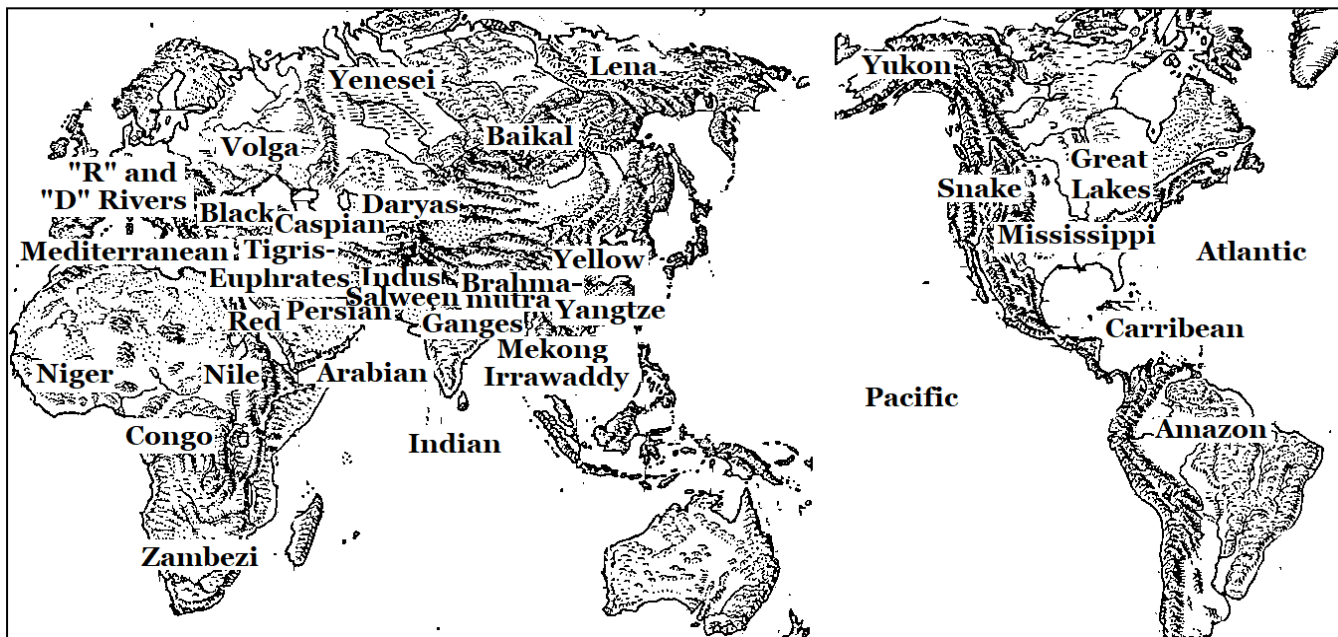 Yenesei
Lena
Yukon
Volga
Baikal
Great
Lakes
"R" and
"D" Rivers
Snake
Black
Caspian
Daryas
Mississippi
Mediterranean
Tigris-
Euphrates
Indus
Yellow
Atlantic
Salween
Brahma-
mutra
Red
Persian
Ganges
Yangtze
Carribean
Niger
Nile
Arabian
Mekong
Irrawaddy
Pacific
Congo
Indian
Amazon
Zambezi